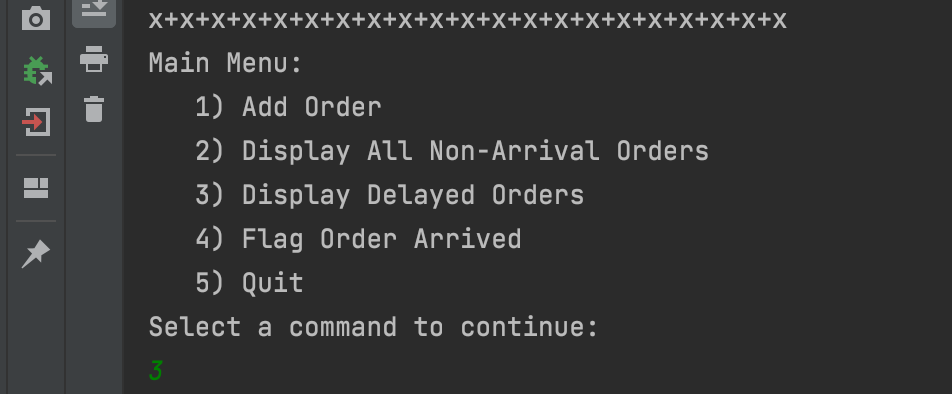 x+x+x+x+x+x+x+x+x+x+x+x+x+x+x+x+x+x+x+x+x
Main Menu:
1) Add Order
2) Display All Non-Arrival Orders
3) Display Delayed Orders
4) Flag Order Arrived
5) Quit
Select a command to continue:
3